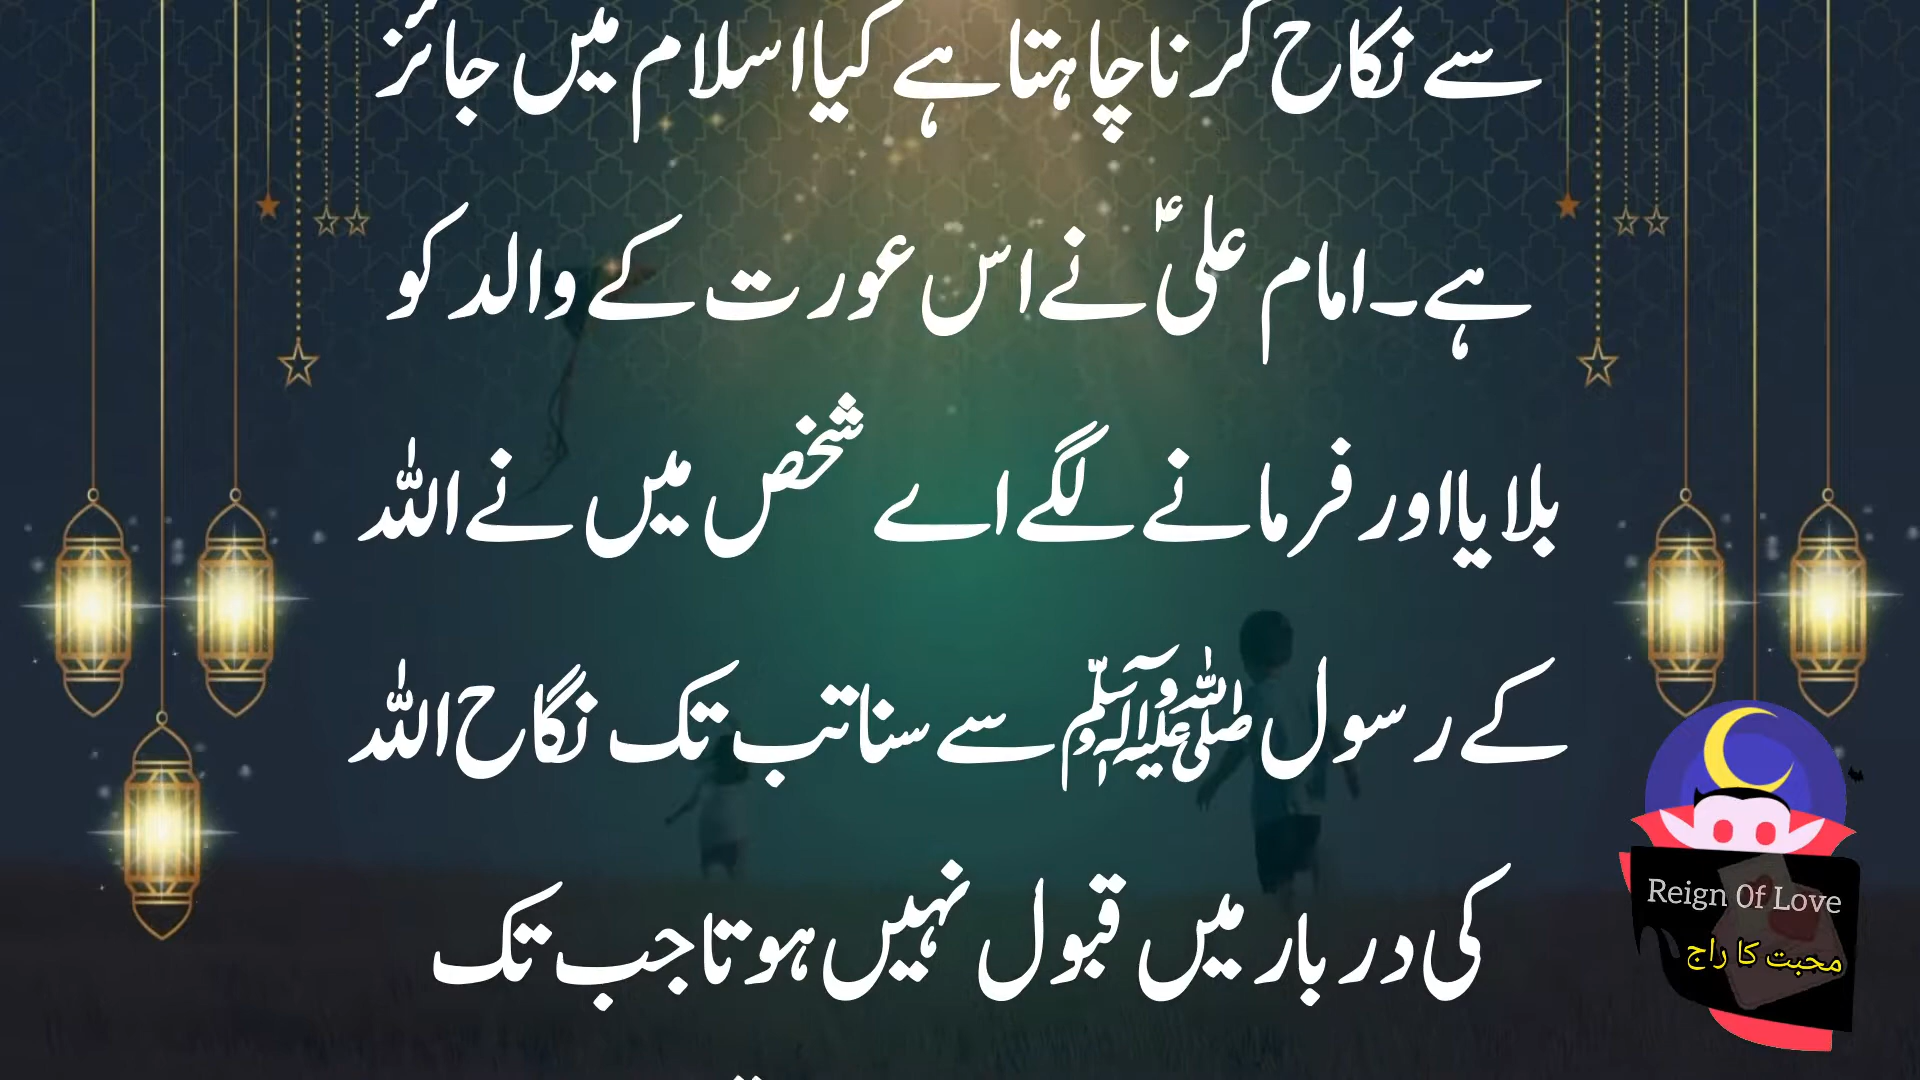 سے نکاح کرنا چاہتا ہے کیا اسلام میں جائز
ہے۔امام علیؑ نے اس عورت کے والد کو
بلایا اور فرمانے لگے اے شخص میں نے اللہ
کے رسول ﷺ سے سنا تب تک نگاح اللہ
کی دربار میں قبول نہیں ہوتا جب تک
Reign Of Love
محبت کا راج